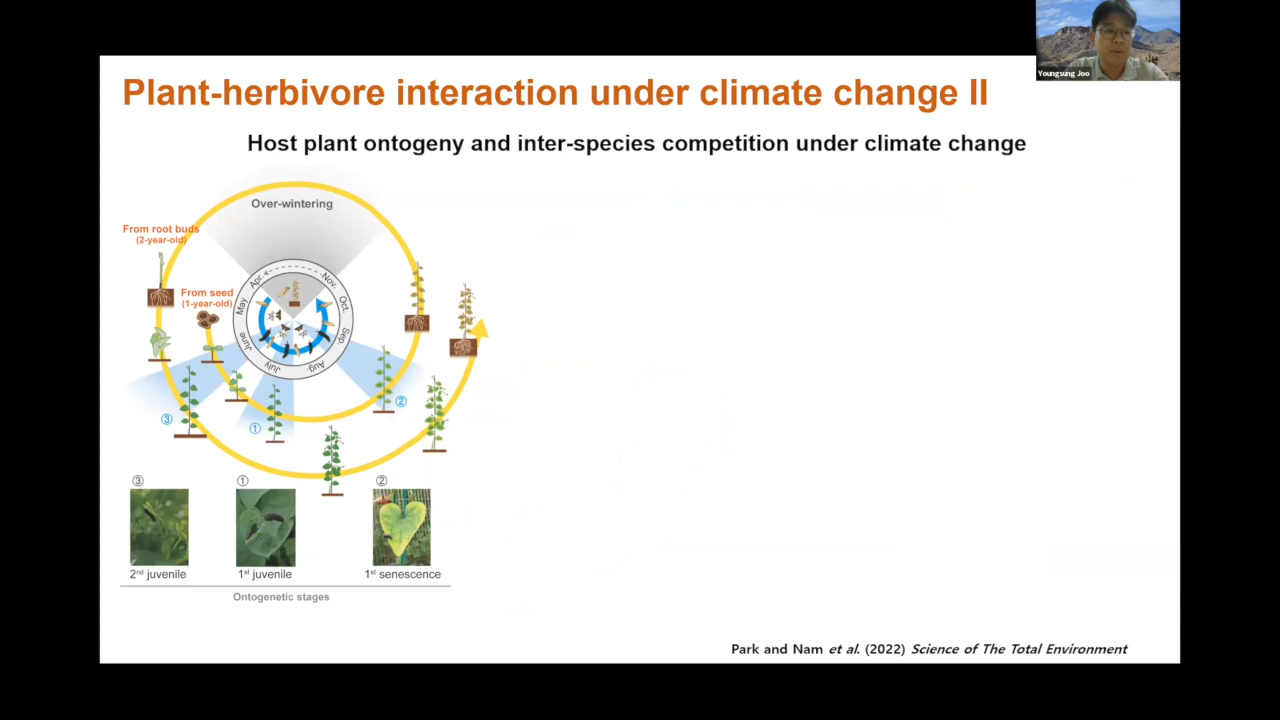 Youngsung Joo
Plant-herbivore interaction under climate change II
Host plant ontogeny and inter-species competition under climate change
Over-wintering
From root buds
(2-year-old)
From seed
(1-year-old)
Apr.
Nov.
May
Oct.
June
Sep.
July
Aug.
③
①
②
③
①
②
2nd juvenile
1st juvenile
1st senescence
Ontogenetic stages
Park and Nam et al. (2022) Science of The Total Environment